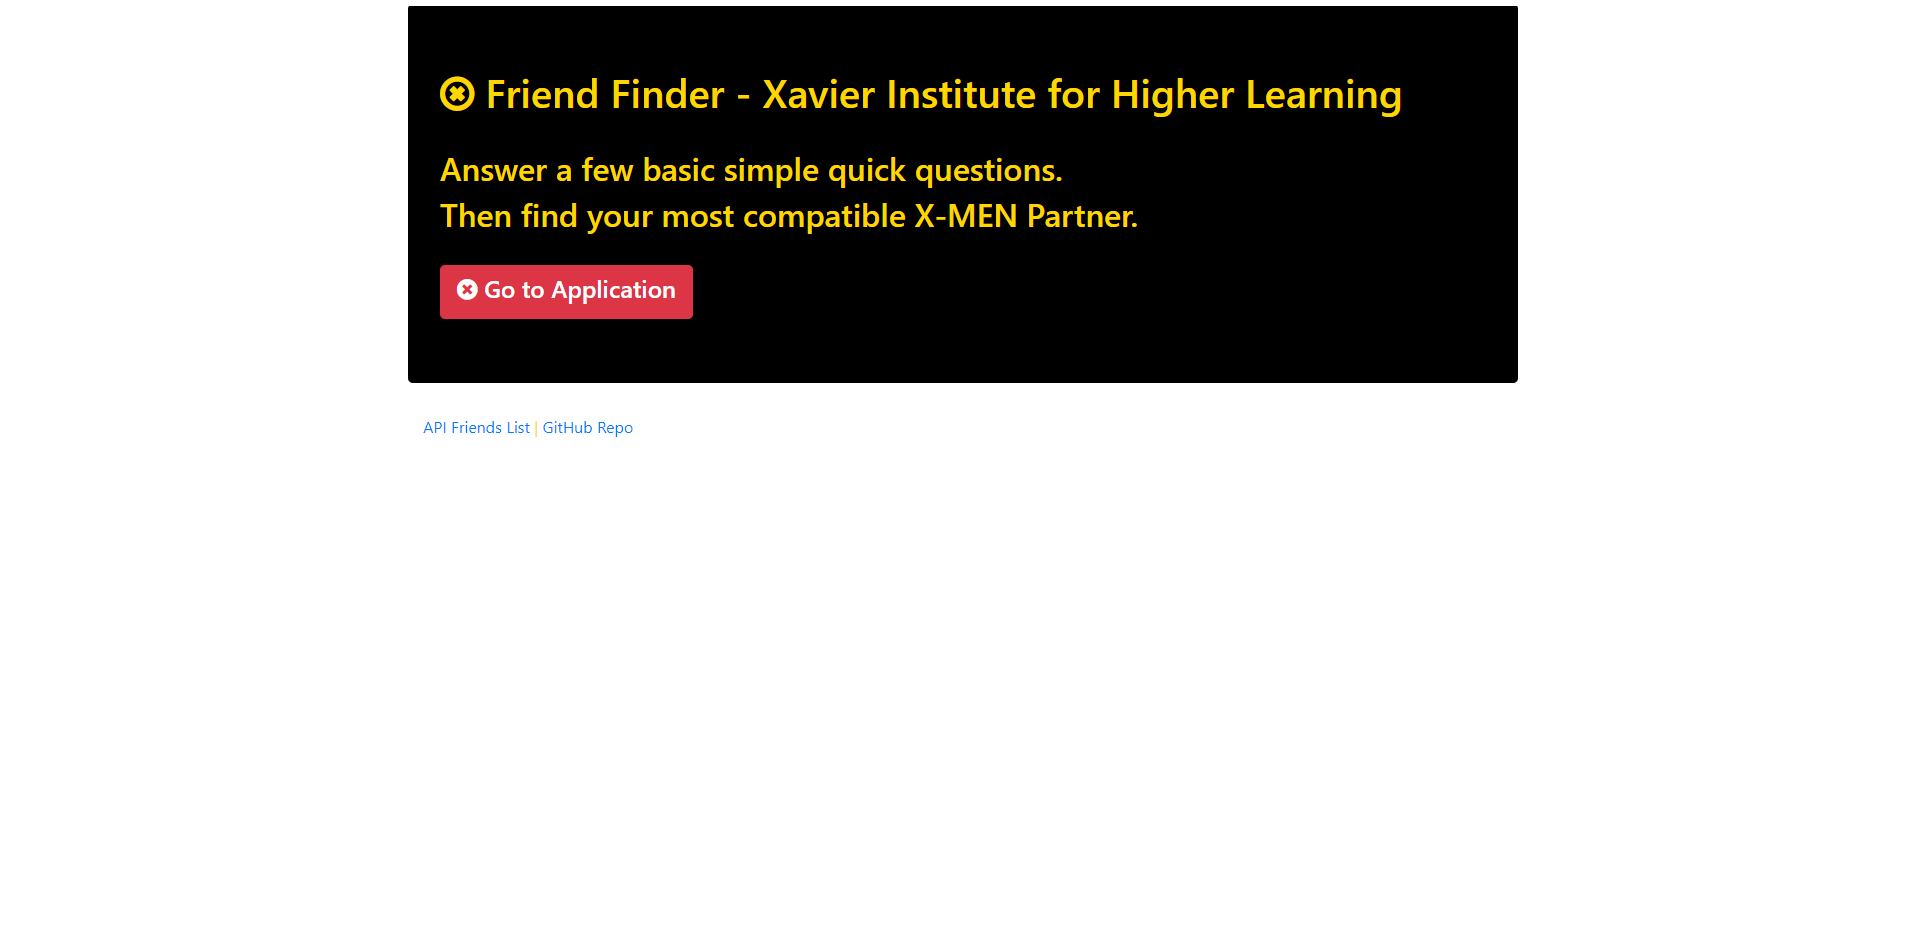 Friend Finder - Xavier Institute for Higher Learning
Answer a few basic simple quick questions.
Then find your most compatible X-MEN Partner.
Go to Application
API Friends List | GitHub Repo